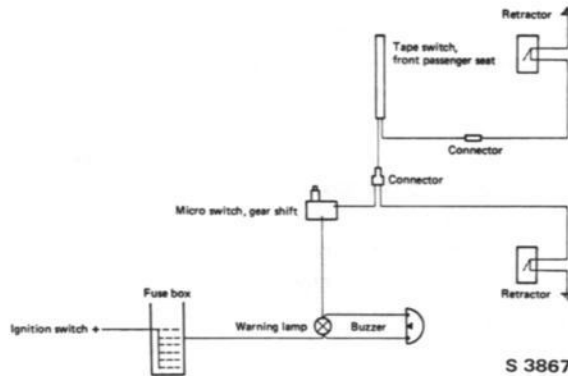 Retractor
Tape switch,
front passenger seat
Connector
Connector
Micro switch, gear shift
Retractor
Fuse box
Ignition switch +
Warning lamp
Buzzer
S 3867